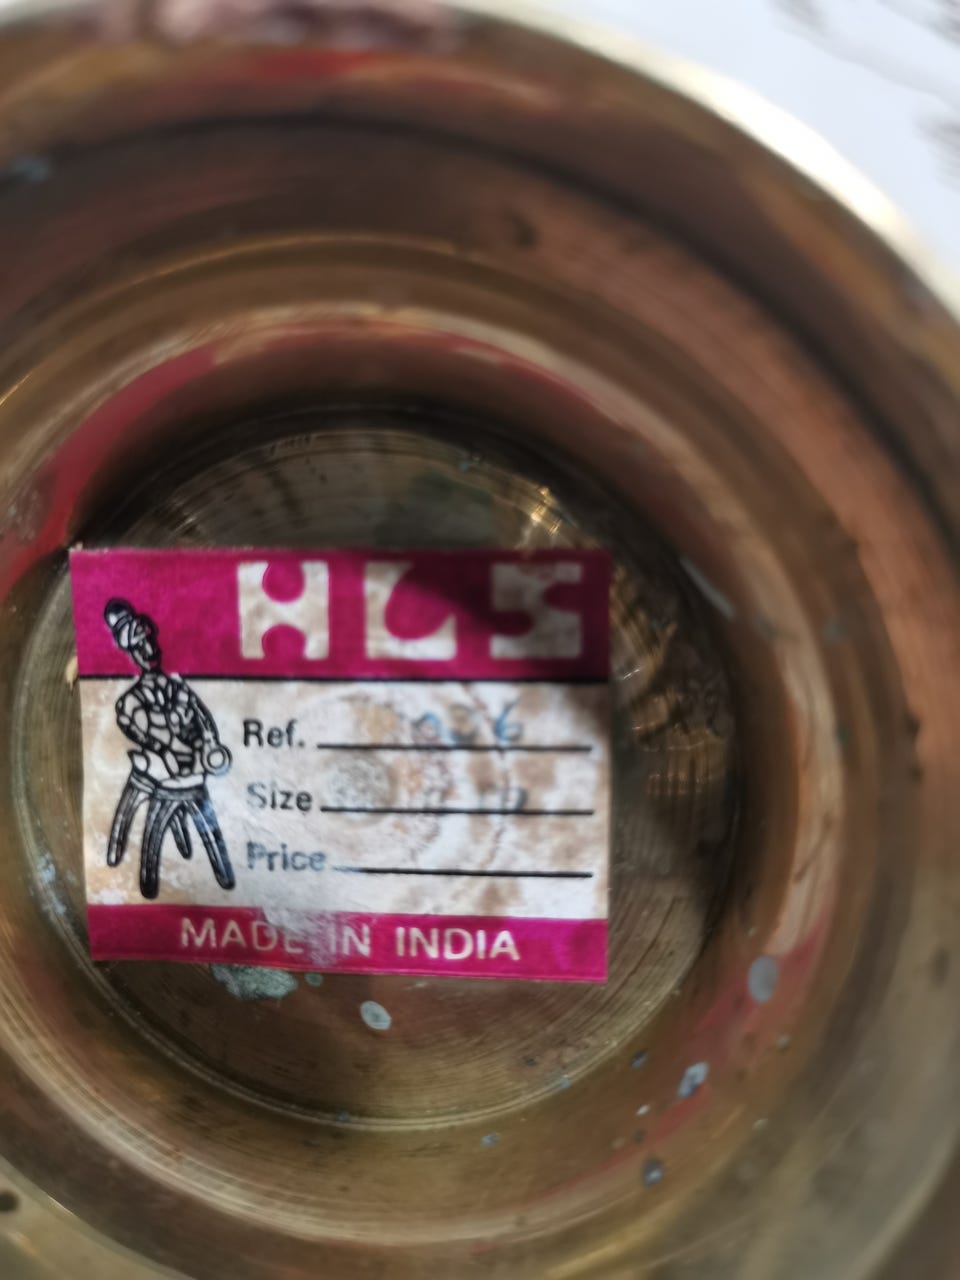 HLS
Ref.
Size
Price
MADE IN INDIA